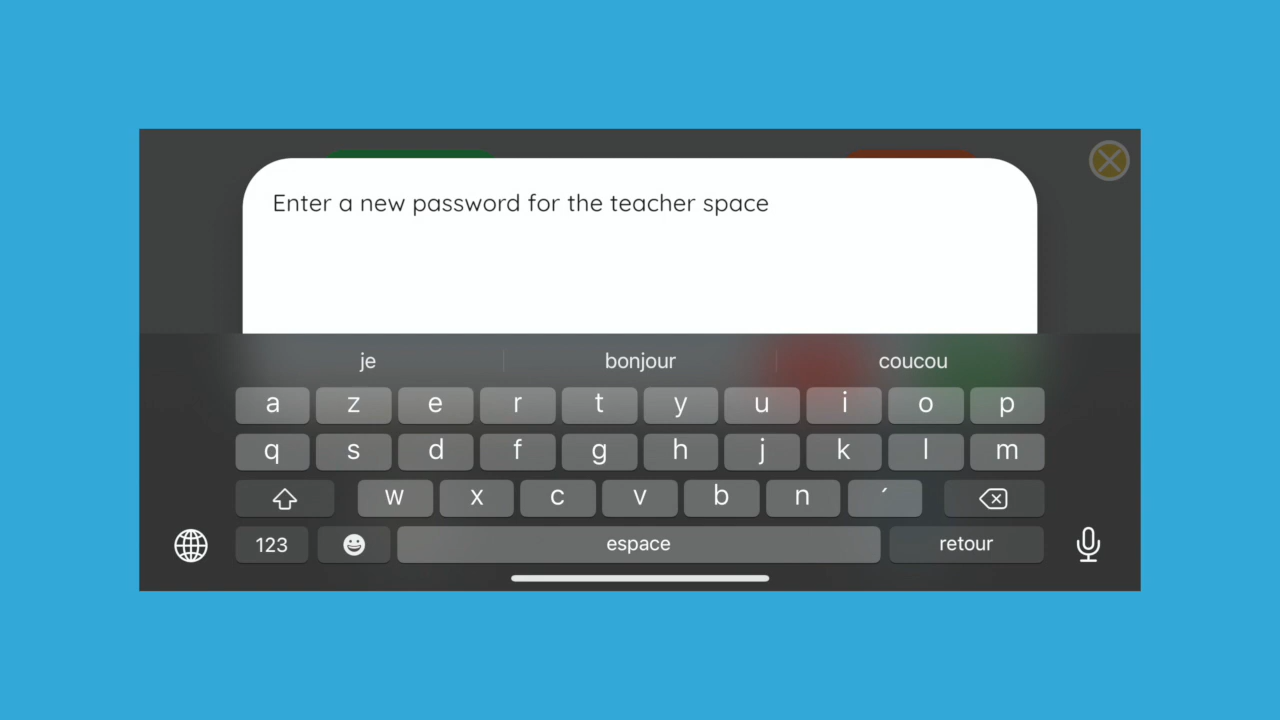 Enter a new password for the teacher space
je bonjour coucou
a z e r t y u i o p
q s d f g h j k l m
w x c v b n ´
123 espace retour